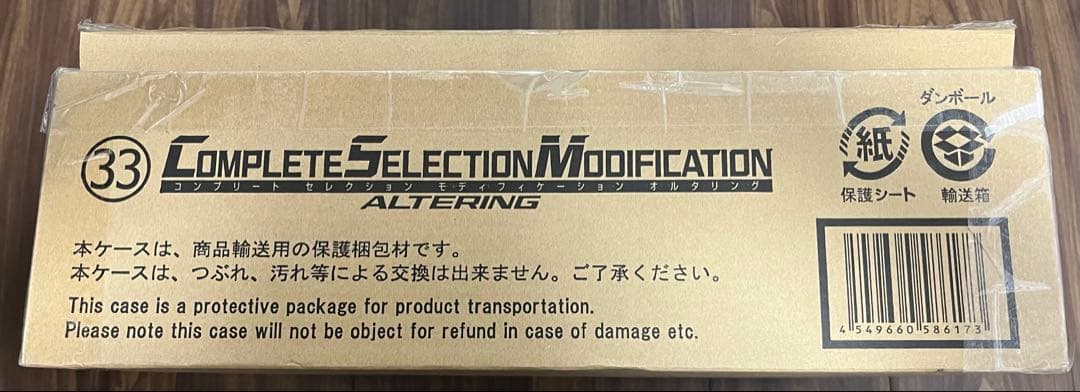 33
COMPLETE SELECTION MODIFICATION
コンプリート セレクション モディフィケーション オルタリング
ALTERING
本ケースは、商品輸送用の保護梱包材です。
本ケースは、つぶれ、汚れ等による交換は出来ません。ご了承ください。
This case is a protective package for product transportation.
Please note this case will not be object for refund in case of damage etc.
ダンボール
紙
保護シート
輸送箱
4 549660 586173